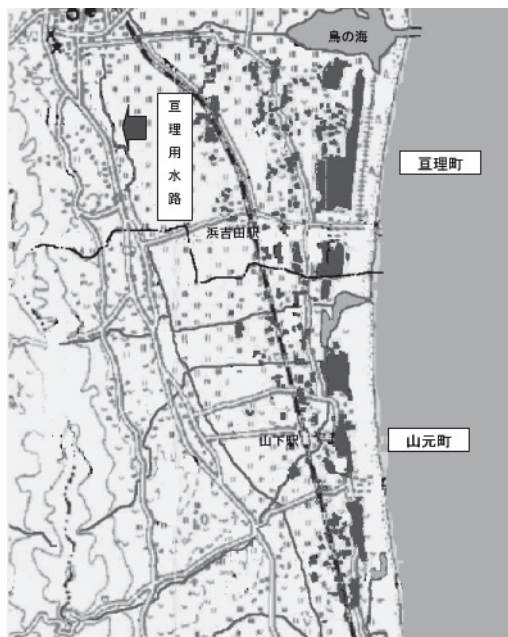 鳥の海
亘理用水路
亘理町
浜吉田駅
山下駅
山元町